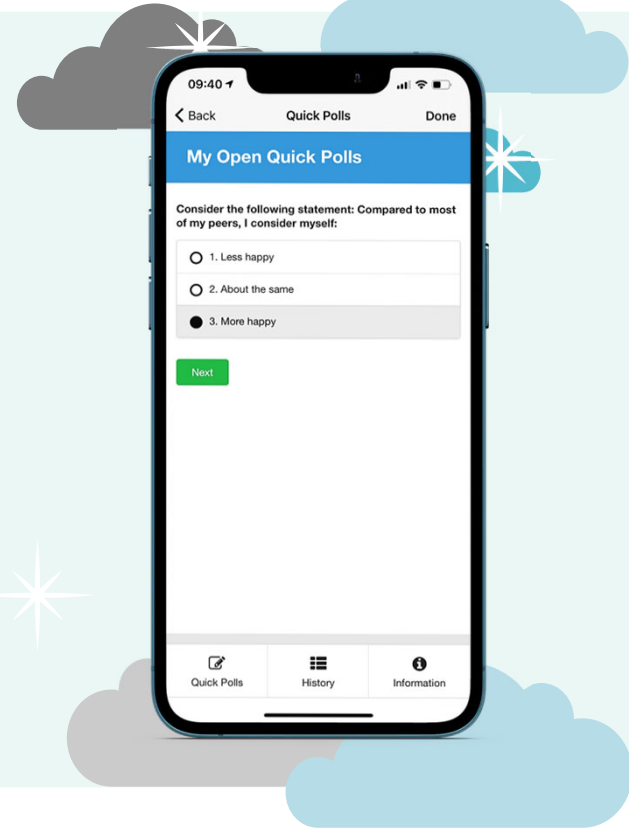 09:40
Back
Quick Polls
Done
My Open Quick Polls
Consider the following statement: Compared to most
of my peers, I consider myself:
1. Less happy
2. About the same
3. More happy
Next
Quick Polls
History
Information